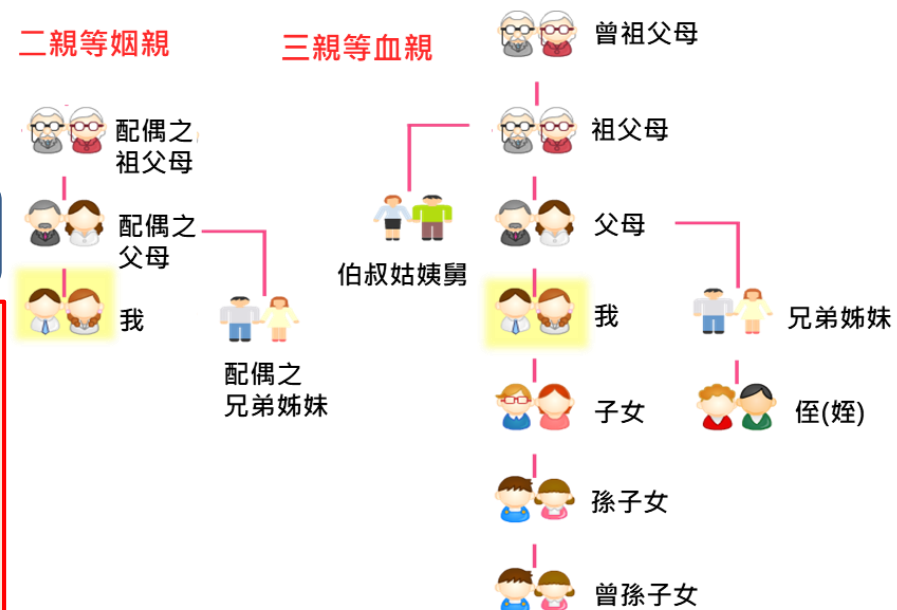 二親等姻親
配偶之
祖父母
配偶之
父母
我
配偶之
兄弟姊妹
三親等血親
曾祖父母
祖父母
伯叔姑姨舅
父母
我
兄弟姊妹
子女
侄(姪)
孫子女
曾孫子女